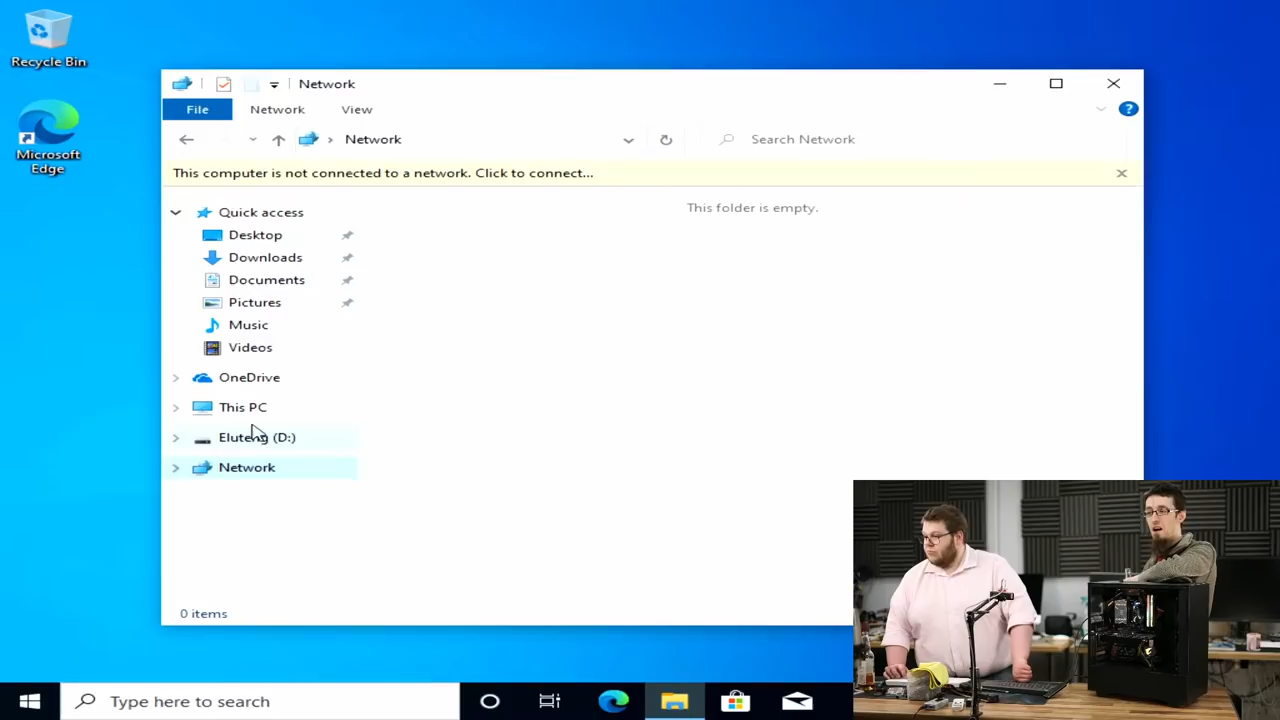 Recycle Bin
Microsoft
Edge
Network
File
Network
View
Network
Search Network
This computer is not connected to a network. Click to connect...
Quick access
This folder is empty.
Desktop
Downloads
Documents
Pictures
Music
Videos
OneDrive
This PC
Eluteng (D:)
Network
0 items
Type here to search